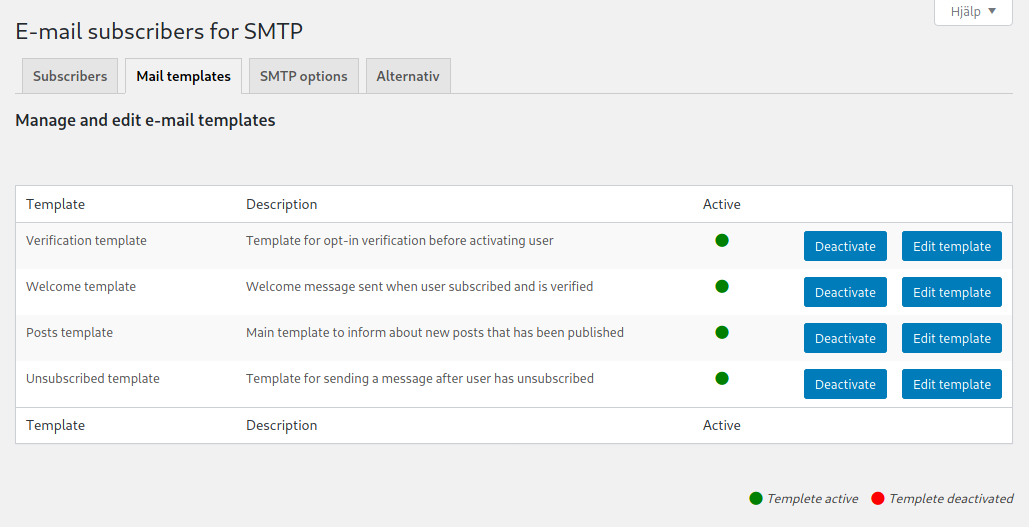 Hjälp
E-mail subscribers for SMTP
Subscribers Mail templates SMTP options Alternativ
Manage and edit e-mail templates
Template Description Active
Verification template Template for opt-in verification before activating user Deactivate Edit template
Welcome template Welcome message sent when user subscribed and is verified Deactivate Edit template
Posts template Main template to inform about new posts that has been published Deactivate Edit template
Unsubscribed template Template for sending a message after user has unsubscribed Deactivate Edit template
Template Description Active
Templete active Templete deactivated